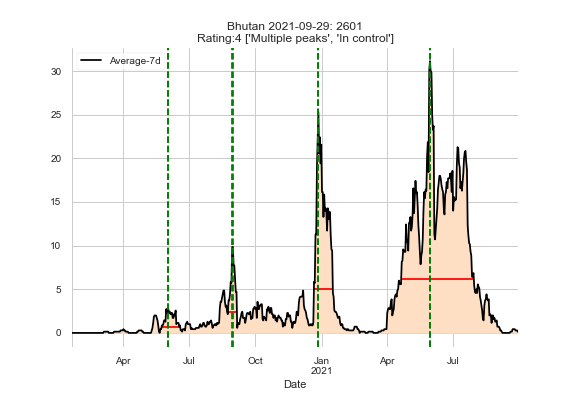 Bhutan 2021-09-29: 2601
Rating:4 ['Multiple peaks', 'In control']
Average-7d
30
25
20
15
10
5
0
Apr Jul Oct Jan Apr Jul
2021
Date